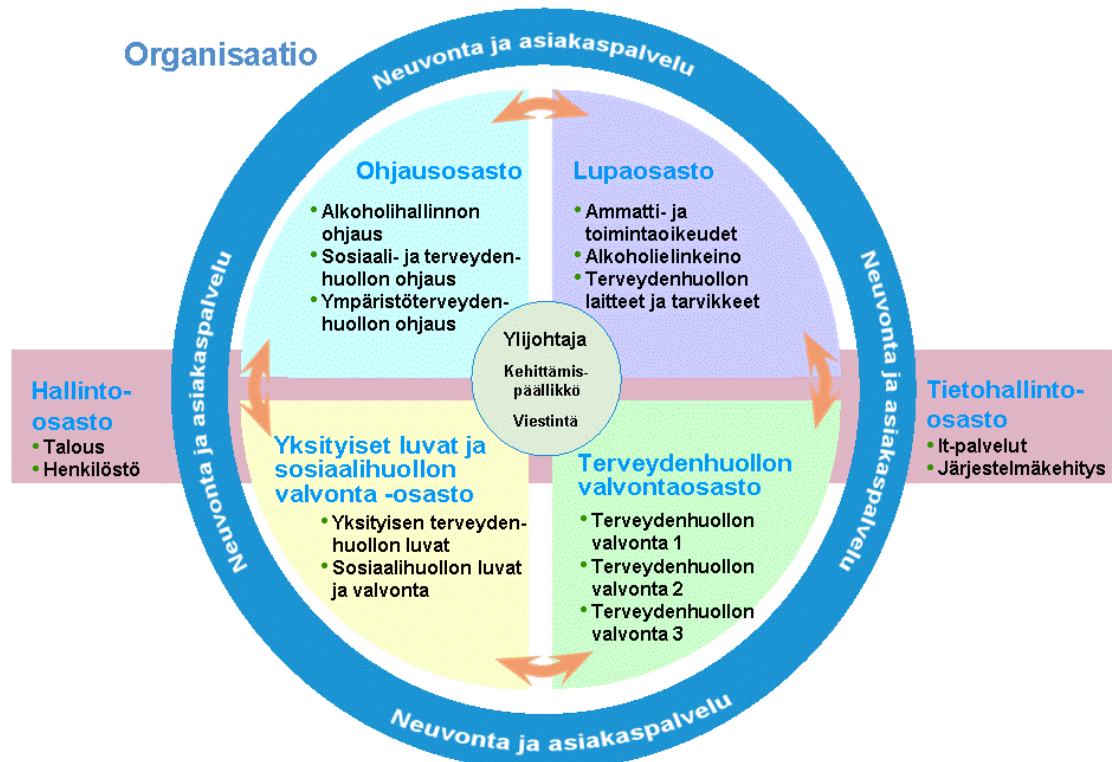 Organisaatio
Neuvonta ja asiakaspalvelu
Ohjausosasto
• Alkoholihallinnon
ohjaus
• Sosiaali- ja terveyden-
huollon ohjaus
• Ympäristöterveyden-
huollon ohjaus
Lupaosasto
• Ammatti- ja
toimintaoikeudet
• Alkoholielinkeino
• Terveydenhuollon
laitteet ja tarvikkeet
Neuvonta ja asiakaspalvelu
Neuvonta ja asiakaspalvelu
Ylijohtaja
Kehittämis-
päällikkö
Viestintä
Hallinto-
osasto
• Talous
• Henkilöstö
Tietohallinto-
osasto
• It-palvelut
• Järjestelmäkehitys
Yksityiset luvat ja
sosiaalihuollon
valvonta -osasto
• Yksityisen terveyden-
huollon luvat
• Sosiaalihuollon luvat
ja valvonta
Terveydenhuollon
valvontaosasto
• Terveydenhuollon
valvonta 1
• Terveydenhuollon
valvonta 2
• Terveydenhuollon
valvonta 3
Neuvonta ja asiakaspalvelu